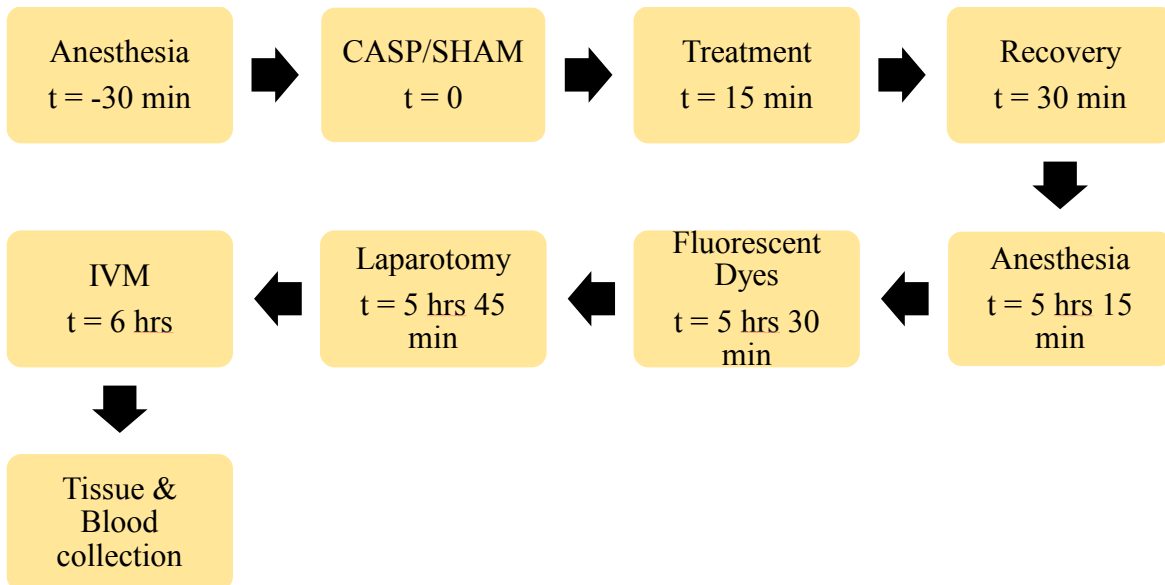 Anesthesia
t = -30 min
CASP/SHAM
t = 0
Treatment
t = 15 min
Recovery
t = 30 min
Anesthesia
t = 5 hrs 15
min
Fluorescent
Dyes
t = 5 hrs 30
min
Laparotomy
t = 5 hrs 45
min
IVM
t = 6 hrs
Tissue &
Blood
collection